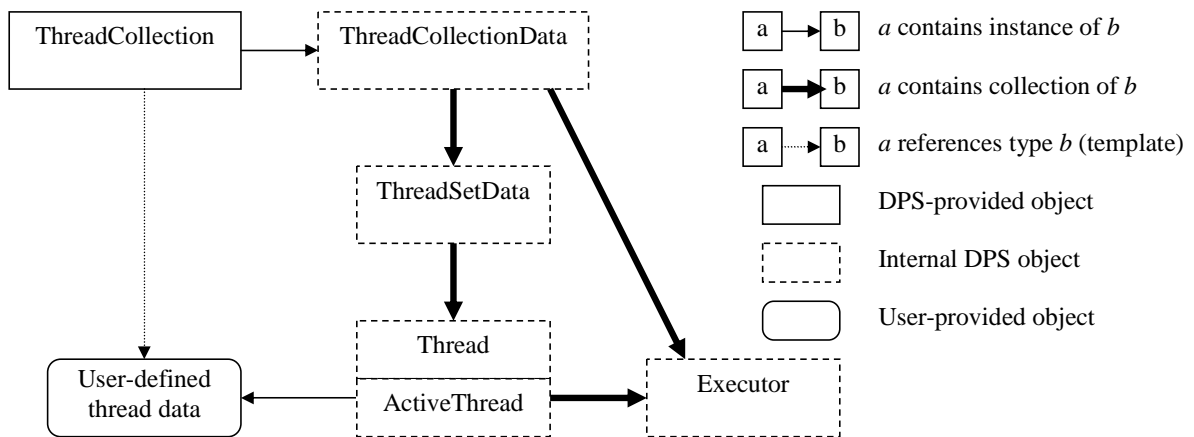 ThreadCollection
ThreadCollectionData
ThreadSetData
Thread
ActiveThread
User-defined
thread data
Executor
a b a contains instance of b
a b a contains collection of b
a b a references type b (template)
DPS-provided object
Internal DPS object
User-provided object